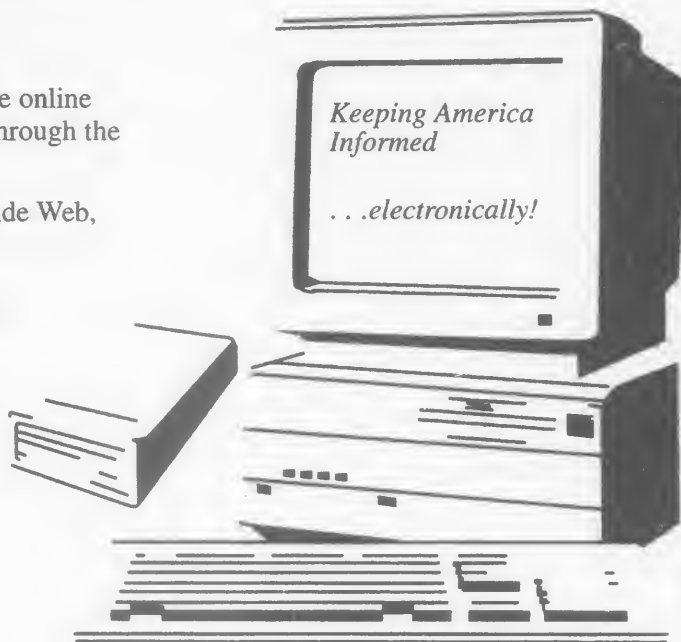 e online
hrough the
de Web,
Keeping America
Informed
. . .electronically!